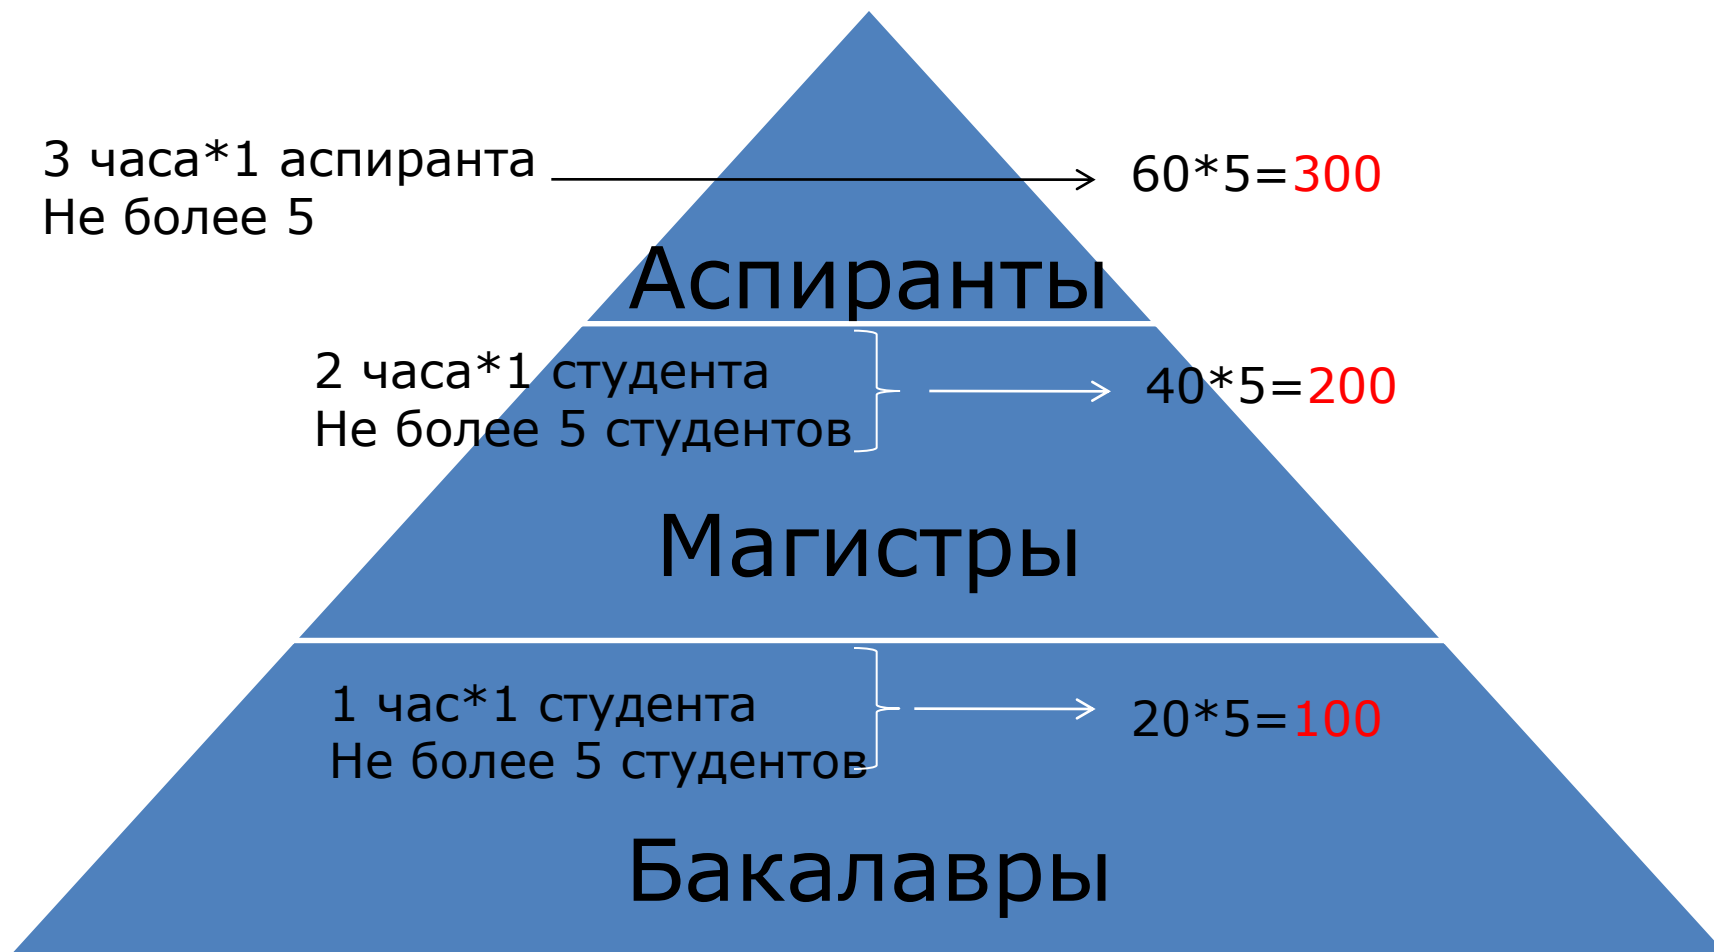 3 часа*1 аспиранта
Не более 5
60*5=300
Аспиранты
2 часа*1 студента
Не более 5 студентов
40*5=200
Магистры
1 час*1 студента
Не более 5 студентов
20*5=100
Бакалавры